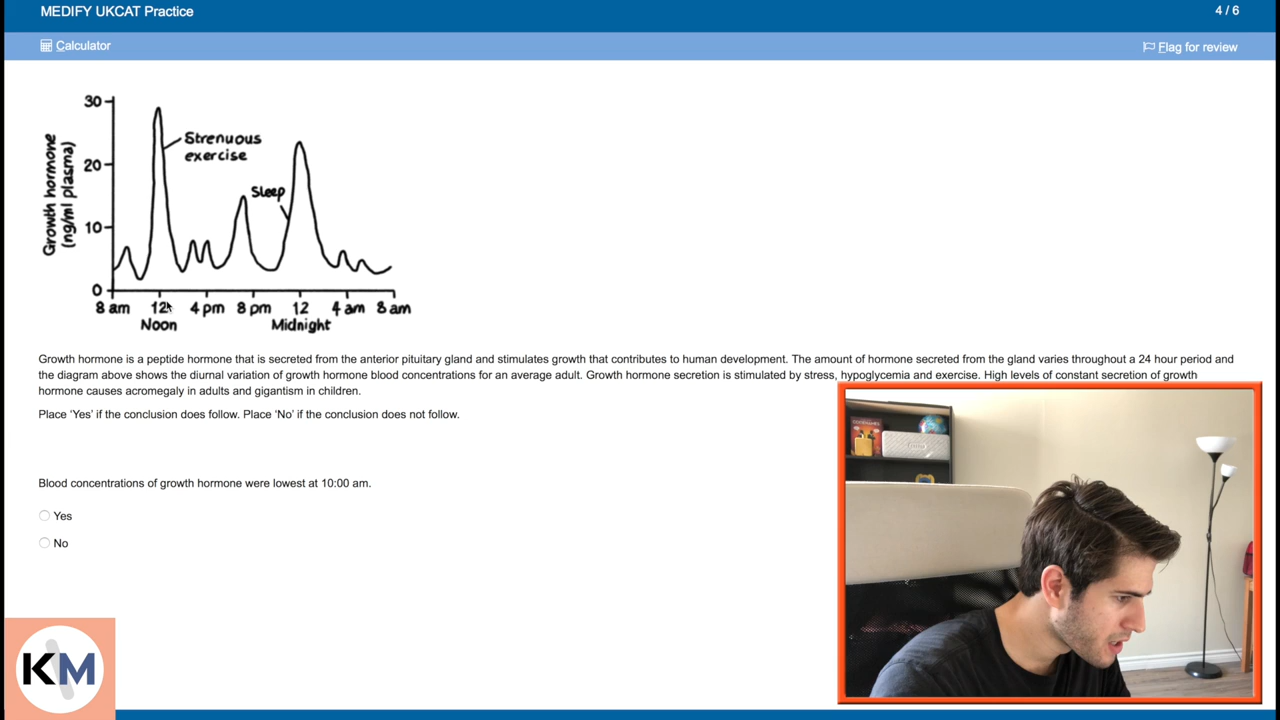 MEDIFY UKCAT Practice
4 / 6
Calculator
Flag for review
30
20
10
0
Growth hormone
(ng/ml plasma)
Strenuous
exercise
Sleep
8 am 12 4 pm 8 pm 12 4 am 8 am
Noon Midnight
Growth hormone is a peptide hormone that is secreted from the anterior pituitary gland and stimulates growth that contributes to human development. The amount of hormone secreted from the gland varies throughout a 24 hour period and
the diagram above shows the diurnal variation of growth hormone blood concentrations for an average adult. Growth hormone secretion is stimulated by stress, hypoglycemia and exercise. High levels of constant secretion of growth
hormone causes acromegaly in adults and gigantism in children.
Place 'Yes' if the conclusion does follow. Place 'No' if the conclusion does not follow.
Blood concentrations of growth hormone were lowest at 10:00 am.
Yes
No
KM